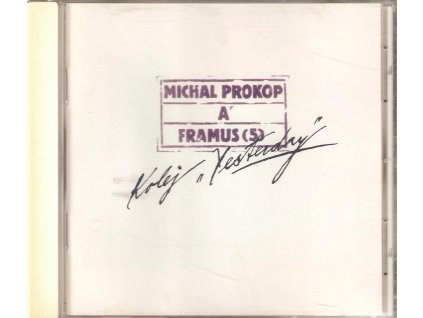 MICHAL PROKOP
A
FRAMUS (5)
Kolej „Yesterday"